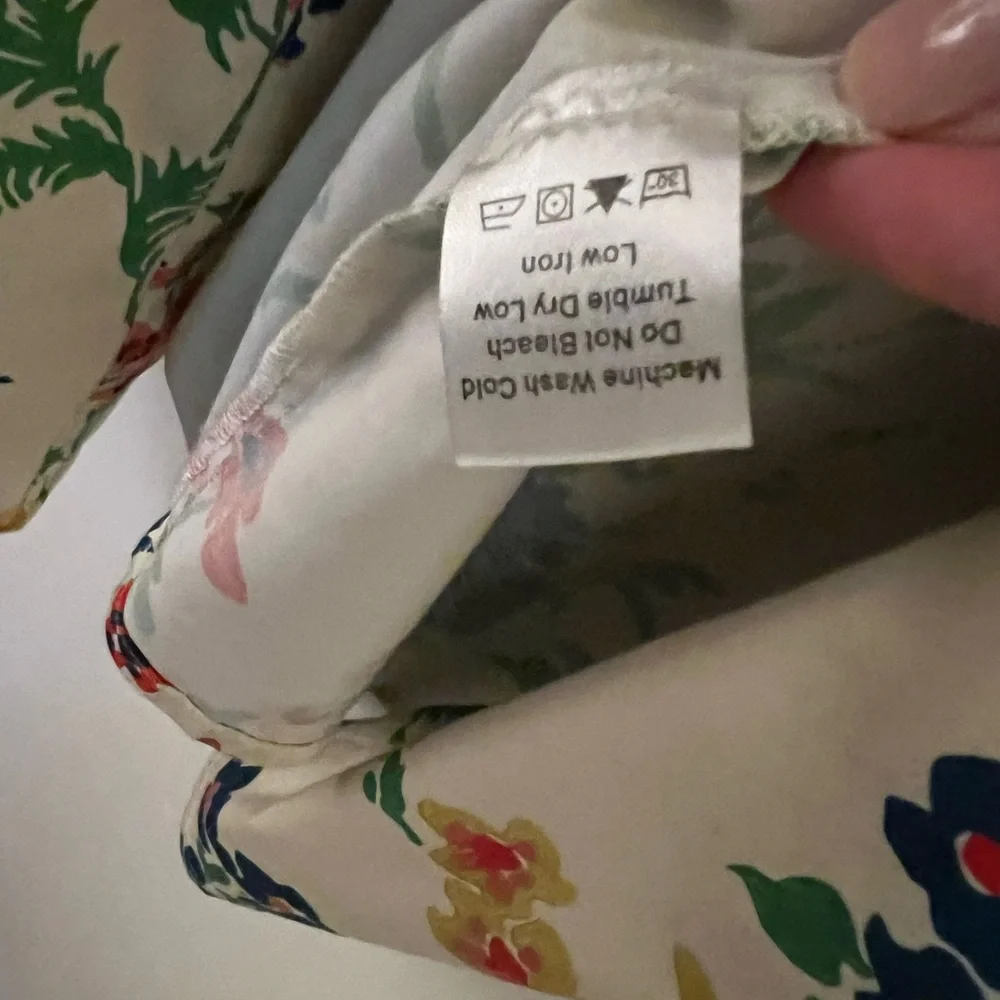 Machine Wash Cold
Do Not Bleach
Tumble Dry Low
Low Iron
30°